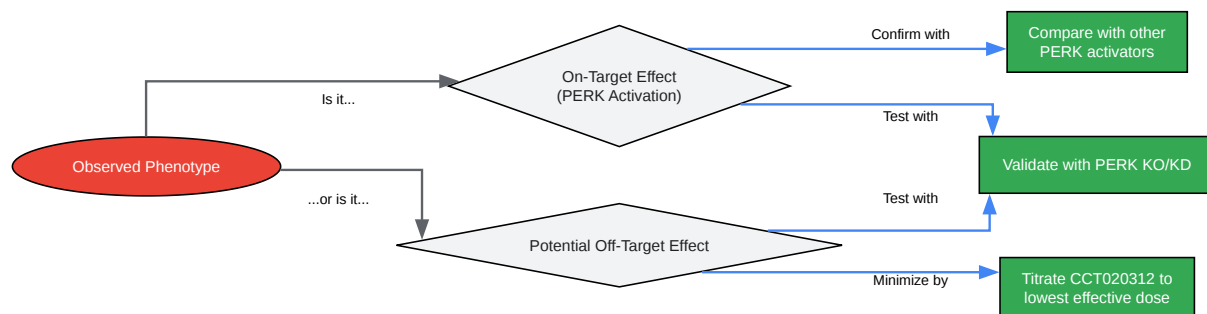 Observed Phenotype
Is it...
...or is it...
On-Target Effect
(PERK Activation)
Potential Off-Target Effect
Confirm with
Test with
Test with
Minimize by
Compare with other
PERK activators
Validate with PERK KO/KD
Titrate CCT020312 to
lowest effective dose